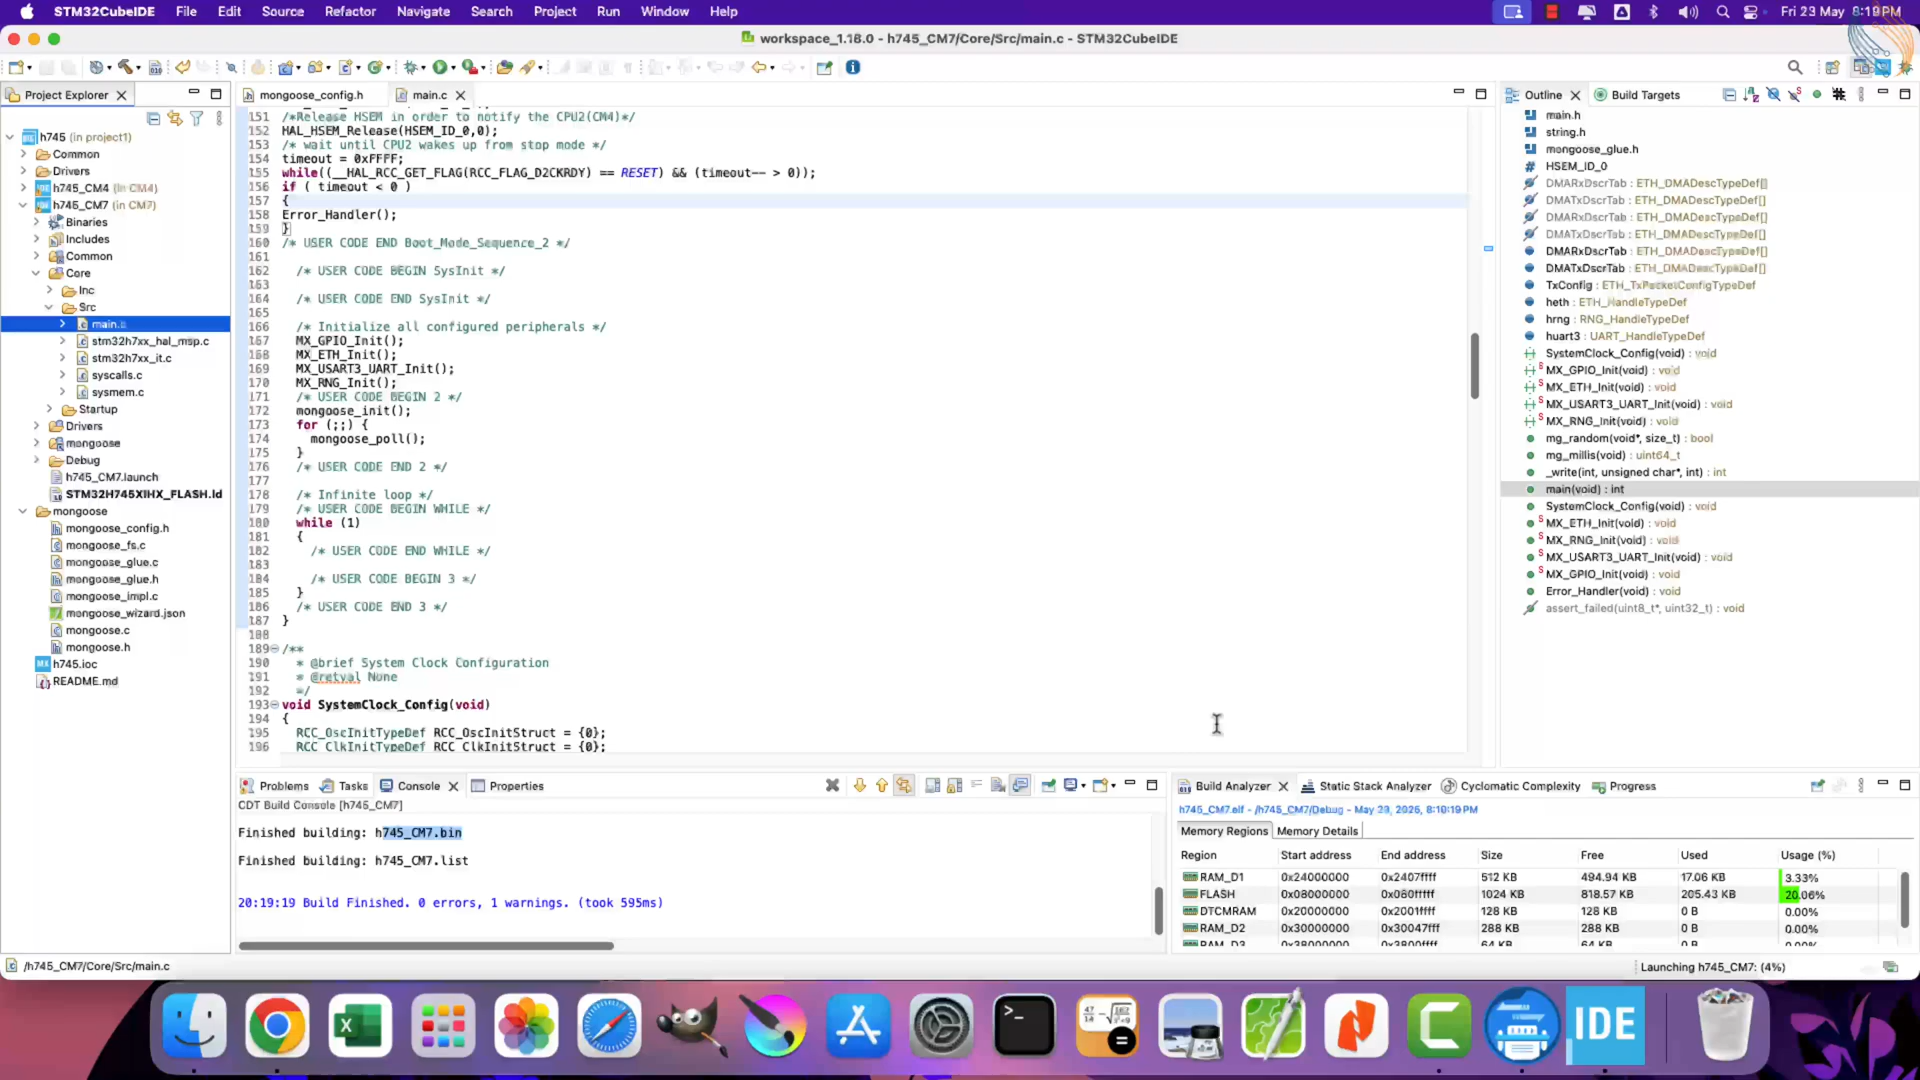 STM32CubeIDE File Edit Source Refactor Navigate Search Project Run Window Help Fri 23 May 8:19PM
workspace_1.18.0 - h745_CM7/Core/Src/main.c - STM32CubeIDE
Project Explorer
h745 (in project1)
Common
Drivers
h745_CM4 (in CM4)
h745_CM7 (in CM7)
Binaries
Includes
Common
Core
Inc
Src
main.c
stm32h7xx_hal_msp.c
stm32h7xx_it.c
syscalls.c
sysmem.c
Startup
Drivers
mongoose
Debug
h745_CM7.launch
STM32H745XIHX_FLASH.ld
mongoose
mongoose_config.h
mongoose_fs.c
mongoose_glue.c
mongoose_glue.h
mongoose_impl.c
mongoose_wizard.json
mongoose.c
mongoose.h
h745.ioc
README.md
mongoose_config.h main.c
151 /*Release HSEM in order to notify the CPU2(CM4)*/
152 HAL_HSEM_Release(HSEM_ID_0,0);
153 /* wait until CPU2 wakes up from stop mode */
154 timeout = 0xFFFF;
155 while((__HAL_RCC_GET_FLAG(RCC_FLAG_D2CKRDY) == RESET) && (timeout-- > 0));
156 if ( timeout < 0 )
157 {
158 Error_Handler();
159 }
160 /* USER CODE END Boot_Mode_Sequence_2 */
161
162 /* USER CODE BEGIN SysInit */
163
164 /* USER CODE END SysInit */
165
166 /* Initialize all configured peripherals */
167 MX_GPIO_Init();
168 MX_ETH_Init();
169 MX_USART3_UART_Init();
170 MX_RNG_Init();
171 /* USER CODE BEGIN 2 */
172 mongoose_init();
173 for (;;) {
174 mongoose_poll();
175 }
176 /* USER CODE END 2 */
177
178 /* Infinite loop */
179 /* USER CODE BEGIN WHILE */
180 while (1)
181 {
182 /* USER CODE END WHILE */
183
184 /* USER CODE BEGIN 3 */
185 }
186 /* USER CODE END 3 */
187 }
188
189 /**
190 * @brief System Clock Configuration
191 * @retval None
192 */
193 void SystemClock_Config(void)
194 {
195 RCC_OscInitTypeDef RCC_OscInitStruct = {0};
196 RCC_ClkInitTypeDef RCC_ClkInitStruct = {0};
Outline Build Targets
main.h
string.h
mongoose_glue.h
HSEM_ID_0
DMARxDscrTab : ETH_DMADescTypeDef[]
DMATxDscrTab : ETH_DMADescTypeDef[]
DMARxDscrTab : ETH_DMADescTypeDef[]
DMATxDscrTab : ETH_DMADescTypeDef[]
DMARxDscrTab : ETH_DMADescTypeDef[]
DMATxDscrTab : ETH_DMADescTypeDef[]
TxConfig : ETH_TxPacketConfigTypeDef
heth : ETH_HandleTypeDef
hrng : RNG_HandleTypeDef
huart3 : UART_HandleTypeDef
SystemClock_Config(void) : void
MX_GPIO_Init(void) : void
MX_ETH_Init(void) : void
MX_USART3_UART_Init(void) : void
MX_RNG_Init(void) : void
mg_random(void*, size_t) : bool
mg_millis(void) : uint64_t
_write(int, unsigned char*, int) : int
main(void) : int
SystemClock_Config(void) : void
MX_ETH_Init(void) : void
MX_RNG_Init(void) : void
MX_USART3_UART_Init(void) : void
MX_GPIO_Init(void) : void
Error_Handler(void) : void
assert_failed(uint8_t*, uint32_t) : void
Problems Tasks Console Properties
CDT Build Console [h745_CM7]
Finished building: h745_CM7.bin
Finished building: h745_CM7.list
20:19:19 Build Finished. 0 errors, 1 warnings. (took 595ms)
Build Analyzer Static Stack Analyzer Cyclomatic Complexity Progress
h745_CM7.elf - /h745_CM7/Debug - May 23, 2025, 8:10:19 PM
Memory Regions Memory Details
Region Start address End address Size Free Used Usage (%)
RAM_D1 0x24000000 0x2407ffff 512 KB 494.94 KB 17.06 KB 3.33%
FLASH 0x08000000 0x080fffff 1024 KB 818.57 KB 205.43 KB 20.06%
DTCMRAM 0x20000000 0x2001ffff 128 KB 128 KB 0 B 0.00%
RAM_D2 0x30000000 0x30047fff 288 KB 288 KB 0 B 0.00%
RAM_D3 0x38000000 0x3800ffff 64 KB 64 KB 0 B 0.00%
/h745_CM7/Core/Src/main.c
Launching h745_CM7: (4%)
IDE